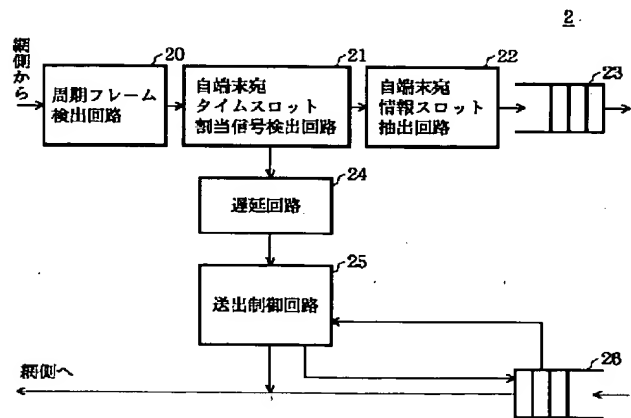 2
網側から
20
周期フレーム
検出回路
21
自端末宛
タイムスロット
割当信号検出回路
22
自端末宛
情報スロット
抽出回路
23
24
遅延回路
25
送出制御回路
26
網側へ